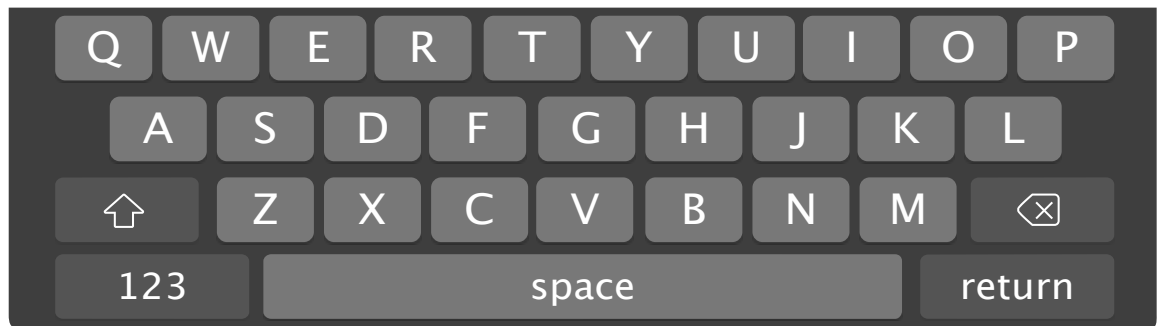 Q W E R T Y U I O P
A S D F G H J K L
Z X C V B N M
123 space return